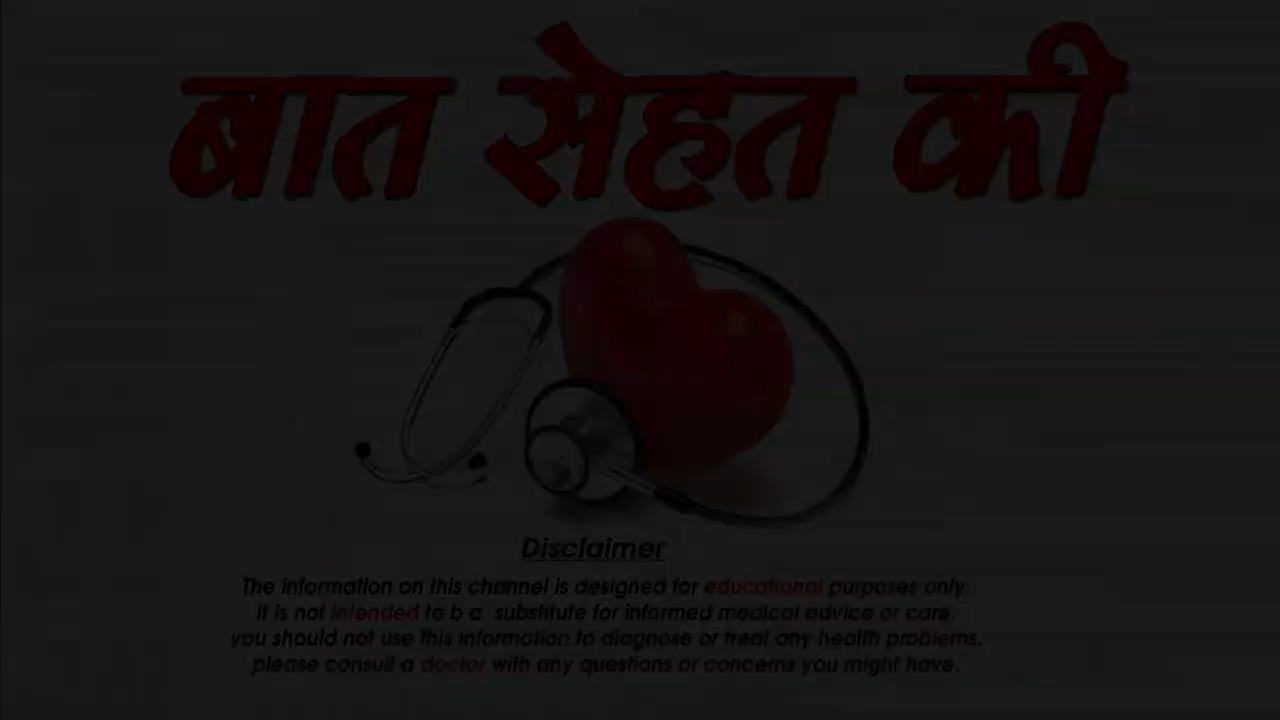 बात सेहत की
Disclaimer
The information on this channel is designed for educational purposes only.
it is not intended to b a substitute for informed medical advice or care.
you should not use this information to diagnose or treat any health problems.
please consult a doctor with any questions or concerns you might have.